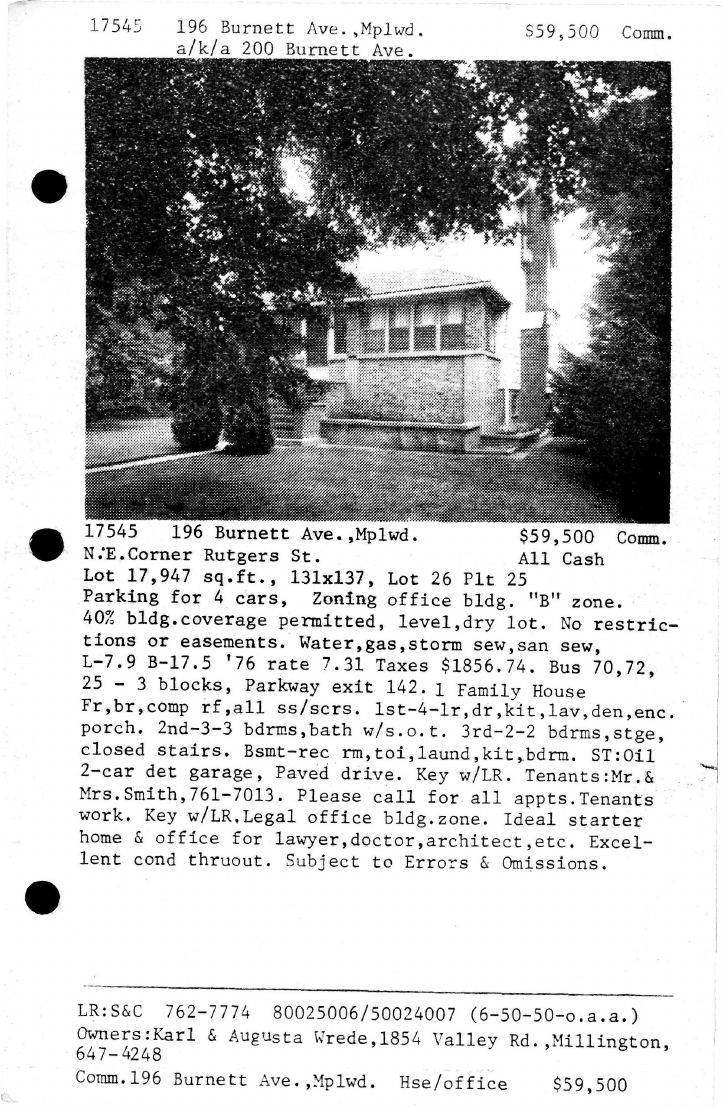 17545 196 Burnett Ave.,Mplwd. $59,500 Comm.
a/k/a 200 Burnett Ave.
17545 196 Burnett Ave.,Mplwd. $59,500 Comm.
N.E.Corner Rutgers St. All Cash
Lot 17,947 sq.ft., 131x137, Lot 26 Plt 25
Parking for 4 cars, Zoning office bldg. "B" zone.
40% bldg.coverage permitted, level,dry lot. No restric-
tions or easements. Water,gas,storm sew,san sew,
L-7.9 B-17.5 '76 rate 7.31 Taxes $1856.74. Bus 70,72,
25 - 3 blocks, Parkway exit 142. 1 Family House
Fr,br,comp rf,all ss/scrs. 1st-4-lr,dr,kit,lav,den,enc.
porch. 2nd-3-3 bdrms,bath w/s.o.t. 3rd-2-2 bdrms,stge,
closed stairs. Bsmt-rec rm,toi,laund,kit,bdrm. ST:Oil
2-car det garage, Paved drive. Key w/LR. Tenants:Mr.&
Mrs.Smith,761-7013. Please call for all appts.Tenants
work. Key w/LR.Legal office bldg.zone. Ideal starter
home & office for lawyer,doctor,architect,etc. Excel-
lent cond thruout. Subject to Errors & Omissions.
LR:S&C 762-7774 80025006/50024007 (6-50-50-o.a.a.)
Owners:Karl & Augusta Wrede,1854 Valley Rd.,Millington,
647-4248
Comm.196 Burnett Ave.,Mplwd. Hse/office $59,500